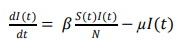 dI(t)/dt = β S(t)I(t)/N − μI(t)